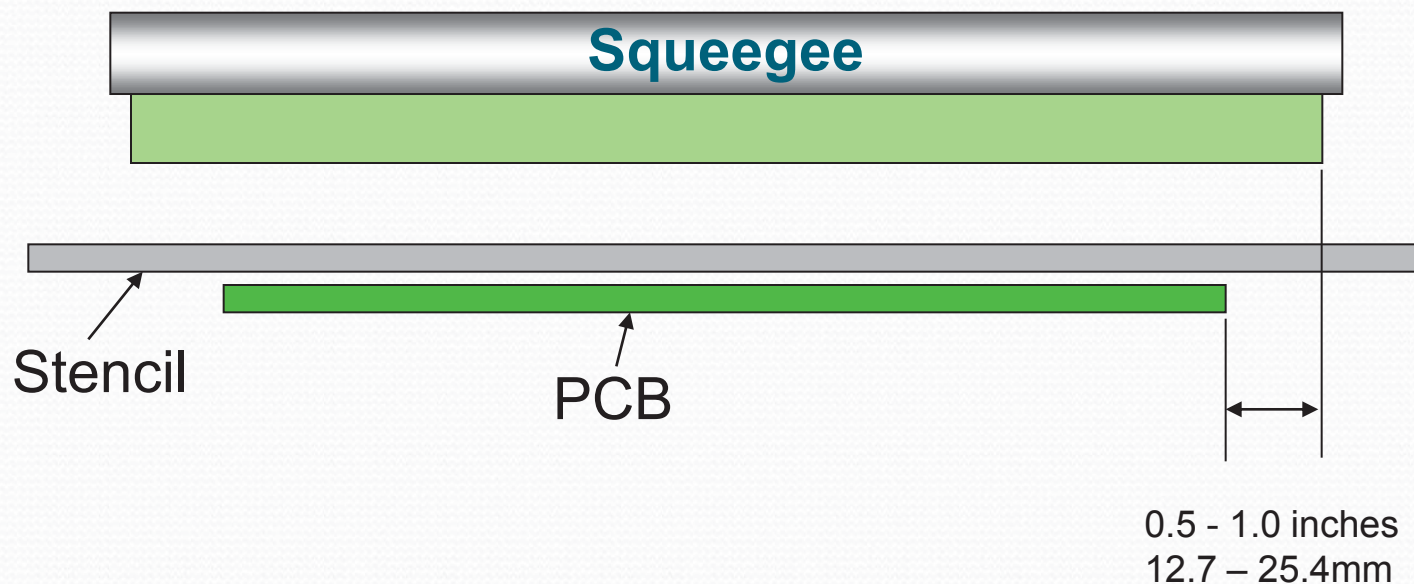 Squeegee
Stencil
PCB
0.5 - 1.0 inches
12.7 – 25.4mm